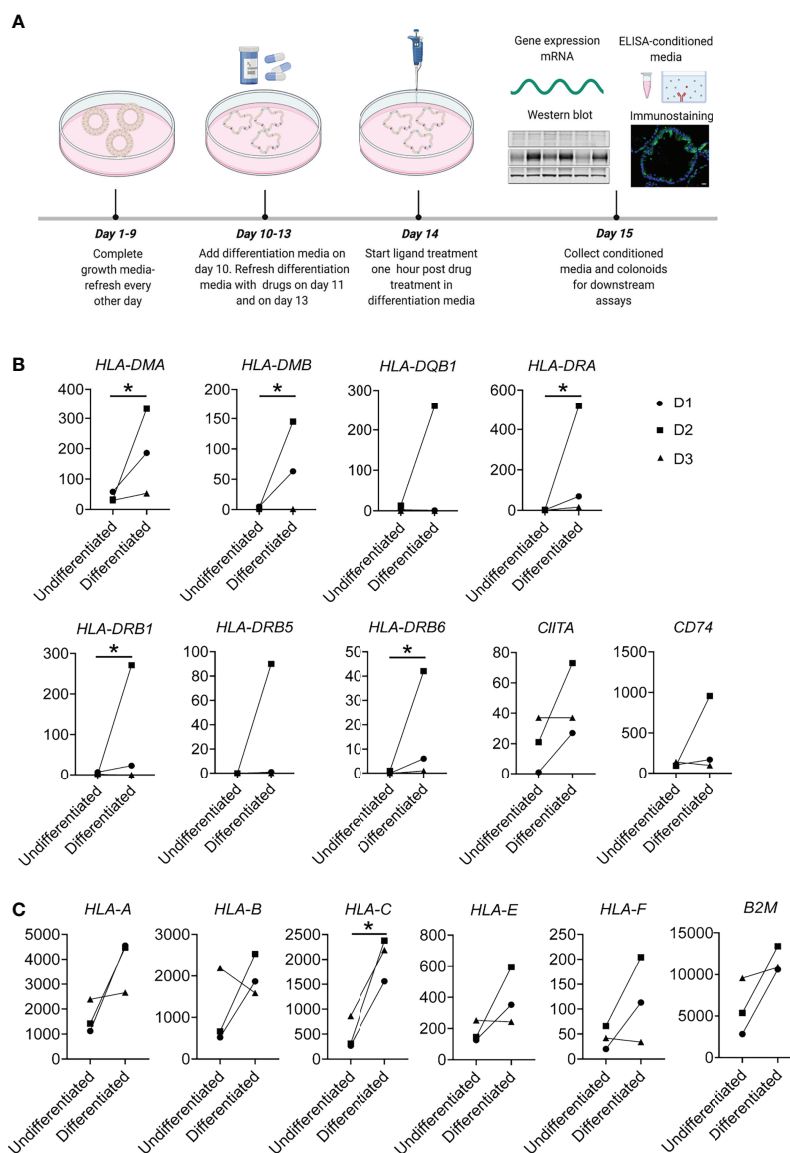 A
Gene expression
mRNA
ELISA-conditioned
media
Western blot
Immunostaining
Day 1-9
Complete
growth media-
refresh every
other day
Day 10-13
Add differentiation media on
day 10. Refresh differentiation
media with drugs on day 11
and on day 13
Day 14
Start ligand treatment
one hour post drug
treatment in
differentiation media
Day 15
Collect conditioned
media and colonoids
for downstream
assays
B
HLA-DMA
*
400
300
200
100
0
Undifferentiated
Differentiated
HLA-DMB
*
200
150
100
50
0
Undifferentiated
Differentiated
HLA-DQB1
300
200
100
0
Undifferentiated
Differentiated
HLA-DRA
*
600
400
200
0
Undifferentiated
Differentiated
D1
D2
D3
HLA-DRB1
*
300
200
100
0
Undifferentiated
Differentiated
HLA-DRB5
100
80
60
40
20
0
Undifferentiated
Differentiated
HLA-DRB6
*
50
40
30
20
10
0
Undifferentiated
Differentiated
CIITA
80
60
40
20
0
Undifferentiated
Differentiated
CD74
1500
1000
500
0
Undifferentiated
Differentiated
C
HLA-A
5000
4000
3000
2000
1000
0
Undifferentiated
Differentiated
HLA-B
3000
2000
1000
0
Undifferentiated
Differentiated
HLA-C
*
2500
2000
1500
1000
500
0
Undifferentiated
Differentiated
HLA-E
800
600
400
200
0
Undifferentiated
Differentiated
HLA-F
250
200
150
100
50
0
Undifferentiated
Differentiated
B2M
15000
10000
5000
0
Undifferentiated
Differentiated